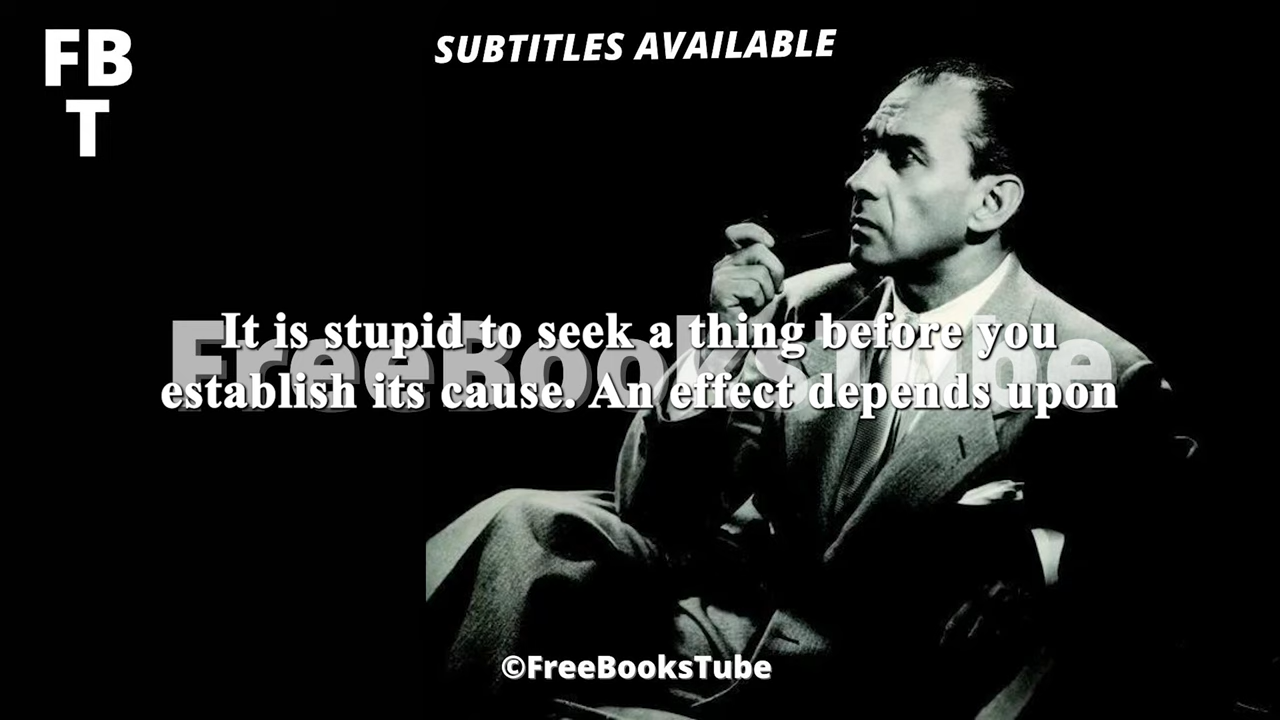 FB
T
SUBTITLES AVAILABLE
It is stupid to seek a thing before you
FreeBooksTube
establish its cause. An effect depends upon
©FreeBooksTube